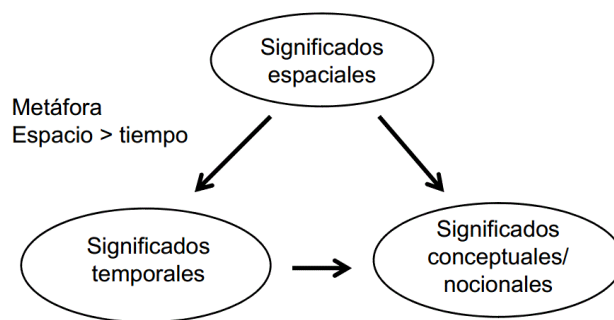 Significados
espaciales
Metáfora
Espacio > tiempo
Significados
temporales
Significados
conceptuales/
nocionales